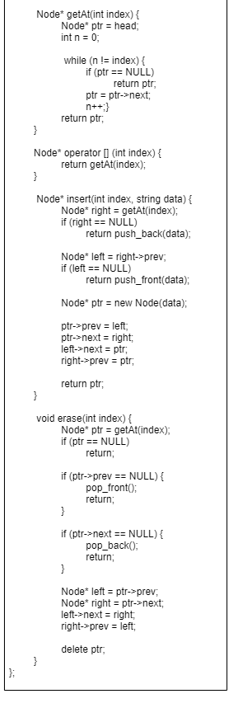 Node* getAt(int index) {
Node* ptr = head;
int n = 0;
while (n != index) {
if (ptr == NULL)
return ptr;
ptr = ptr->next;
n++;}
return ptr;
}
Node* operator [] (int index) {
return getAt(index);
}
Node* insert(int index, string data) {
Node* right = getAt(index);
if (right == NULL)
return push_back(data);
Node* left = right->prev;
if (left == NULL)
return push_front(data);
Node* ptr = new Node(data);
ptr->prev = left;
ptr->next = right;
left->next = ptr;
right->prev = ptr;
return ptr;
}
void erase(int index) {
Node* ptr = getAt(index);
if (ptr == NULL)
return;
if (ptr->prev == NULL) {
pop_front();
return;
}
if (ptr->next == NULL) {
pop_back();
return;
}
Node* left = ptr->prev;
Node* right = ptr->next;
left->next = right;
right->prev = left;
delete ptr;
}
};